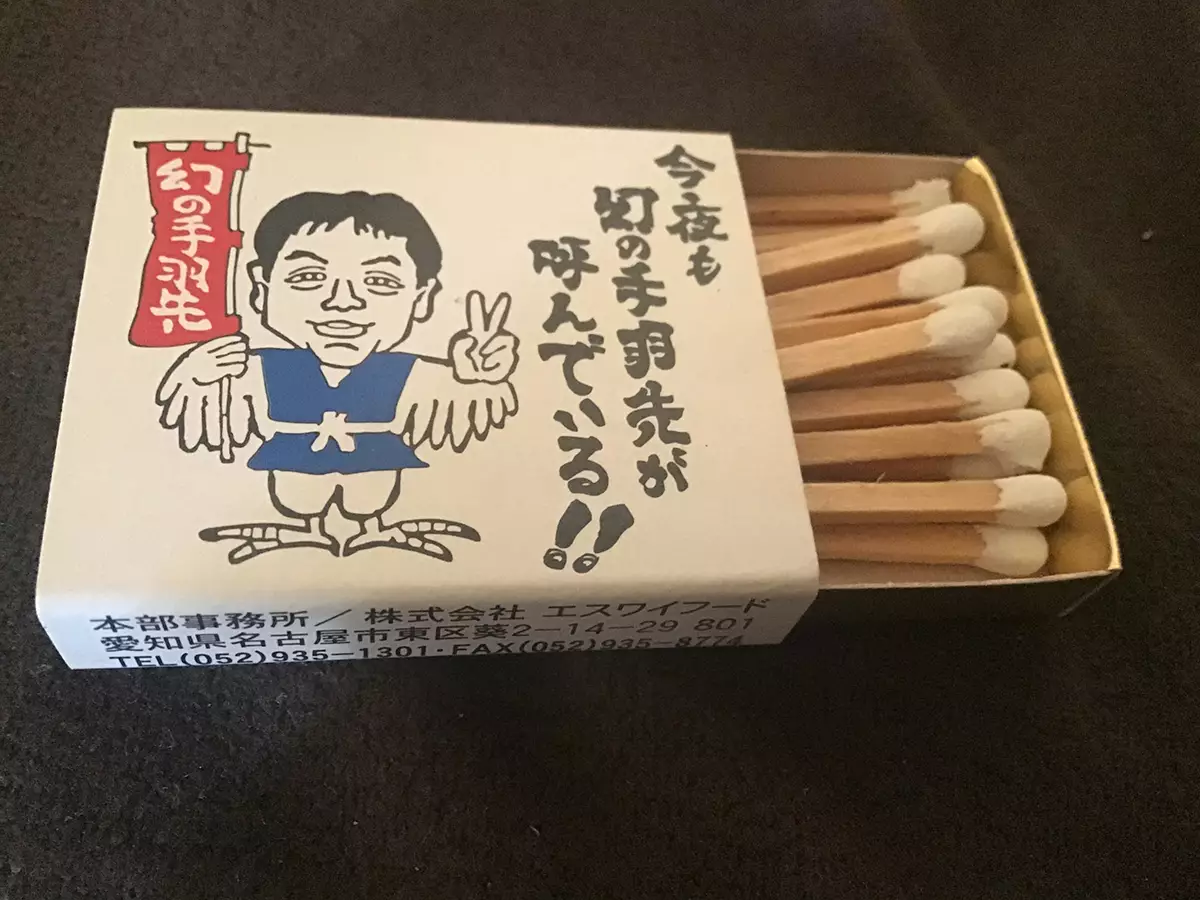 幻の手羽先
今夜も
幻の手羽先が
呼んでいる!!
本部事務所／株式会社 エスワイフード
愛知県名古屋市東区葵2-14-29 801
TEL(052)935-1301・FAX(052)935-8774